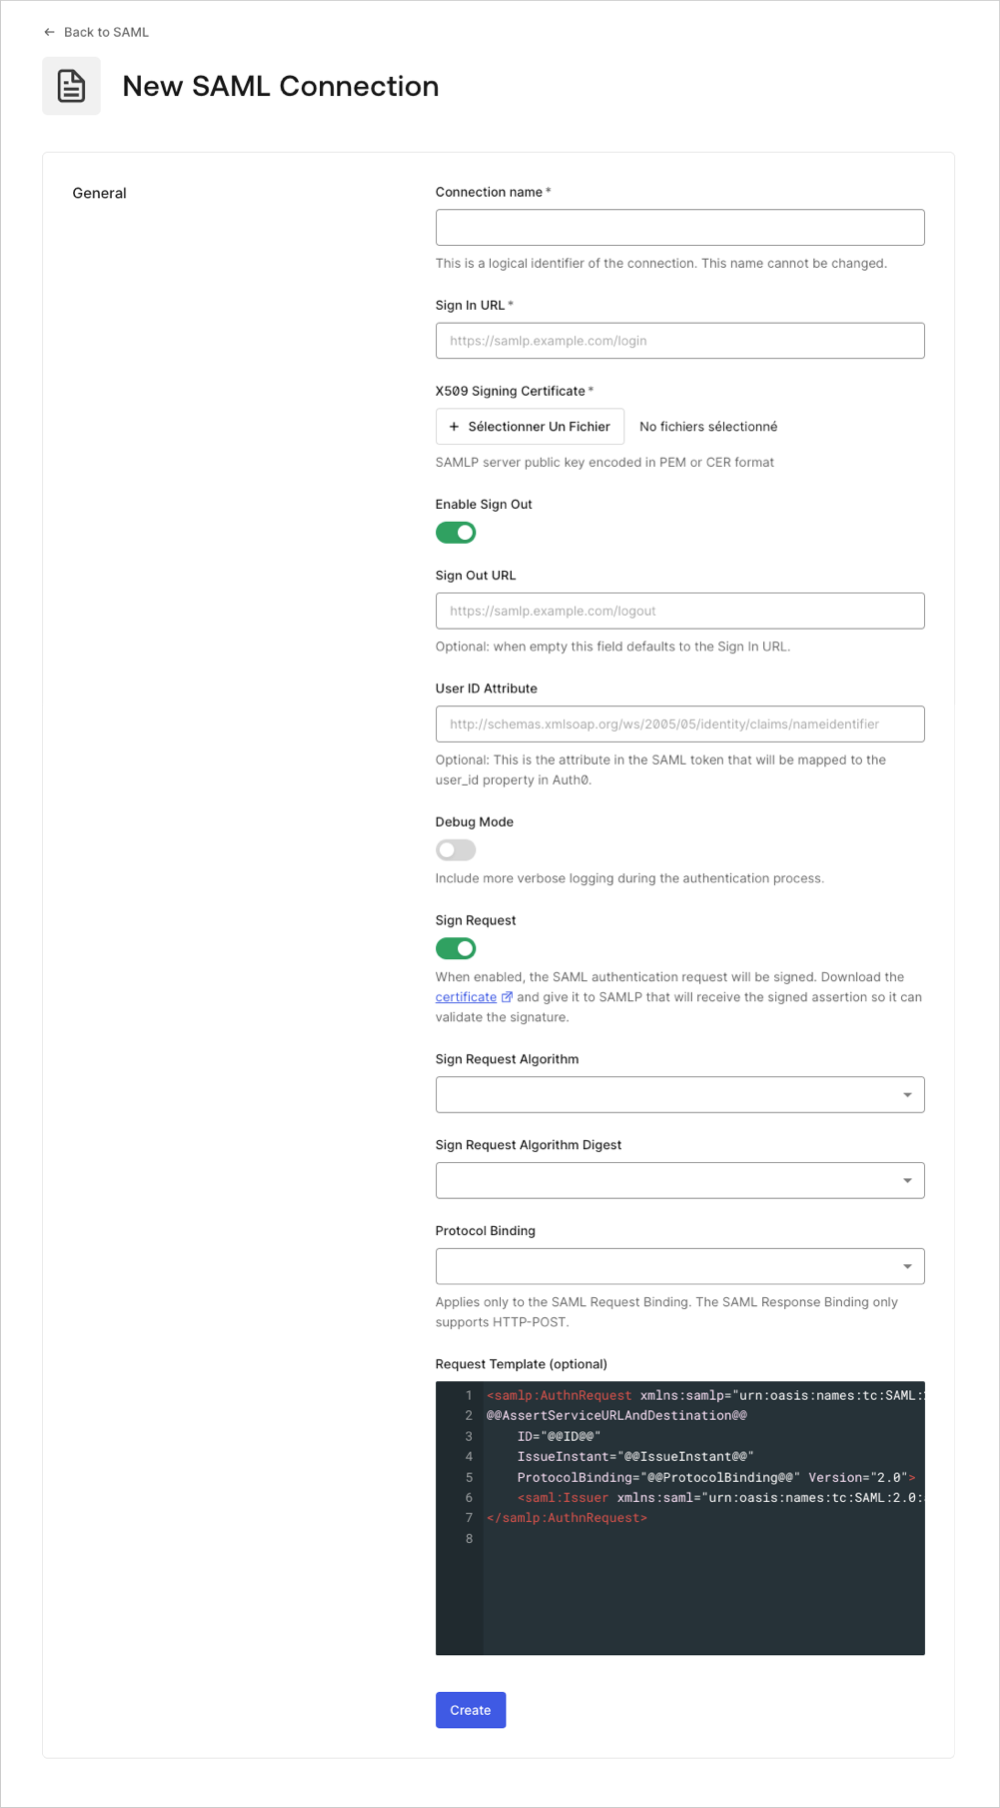 Back to SAML
New SAML Connection
General
Connection name *
This is a logical identifier of the connection. This name cannot be changed.
Sign In URL *
https://samlp.example.com/login
X509 Signing Certificate *
+ Sélectionner Un Fichier No fichiers sélectionné
SAMLP server public key encoded in PEM or CER format
Enable Sign Out
Sign Out URL
https://samlp.example.com/logout
Optional: when empty this field defaults to the Sign In URL.
User ID Attribute
http://schemas.xmlsoap.org/ws/2005/05/identity/claims/nameidentifier
Optional: This is the attribute in the SAML token that will be mapped to the
user_id property in Auth0.
Debug Mode
Include more verbose logging during the authentication process.
Sign Request
When enabled, the SAML authentication request will be signed. Download the
certificate and give it to SAMLP that will receive the signed assertion so it can
validate the signature.
Sign Request Algorithm
Sign Request Algorithm Digest
Protocol Binding
Applies only to the SAML Request Binding. The SAML Response Binding only
supports HTTP-POST.
Request Template (optional)
1 <samlp:AuthnRequest xmlns:samlp="urn:oasis:names:tc:SAML:
2 @@AssertServiceURLAndDestination@@
3 ID="@@ID@@"
4 IssueInstant="@@IssueInstant@@"
5 ProtocolBinding="@@ProtocolBinding@@" Version="2.0">
6 <saml:Issuer xmlns:saml="urn:oasis:names:tc:SAML:2.0:
7 </samlp:AuthnRequest>
8
Create